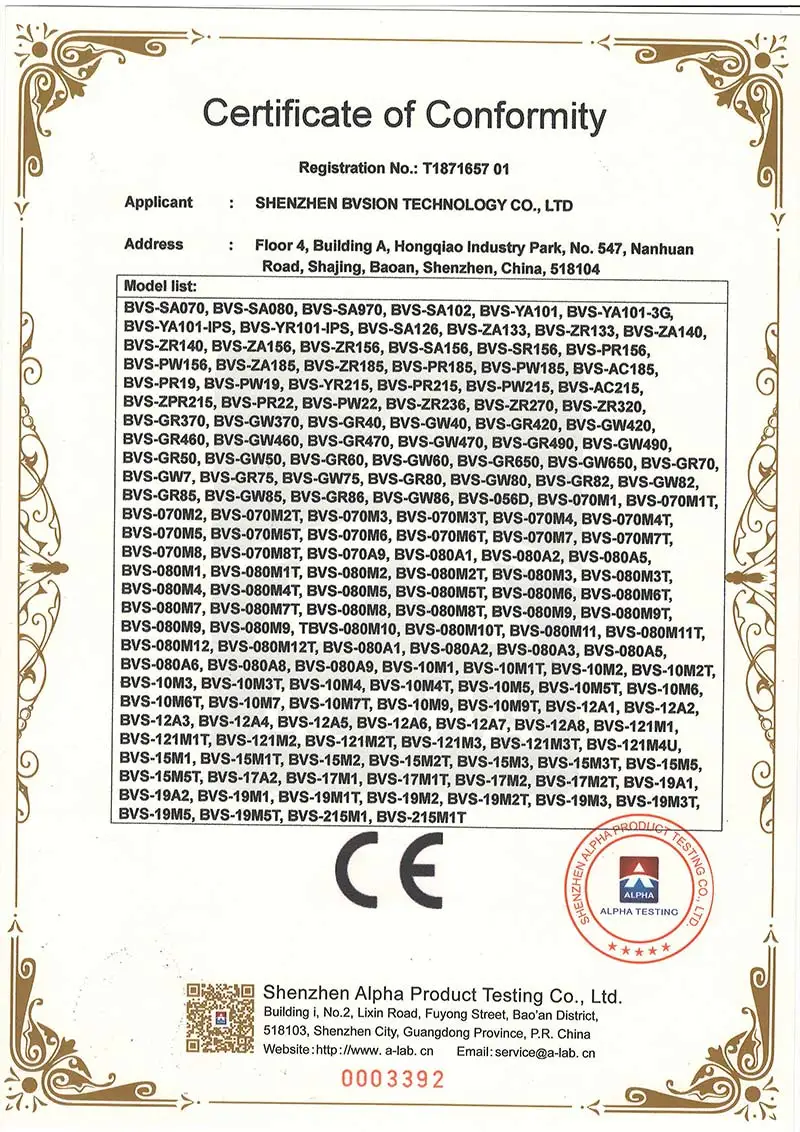 Certificate of Conformity
Registration No.: T1871657 01
Applicant : SHENZHEN BVSION TECHNOLOGY CO., LTD
Address : Floor 4, Building A, Hongqiao Industry Park, No. 547, Nanhuan
Road, Shajing, Baoan, Shenzhen, China, 518104
Model list:
BVS-SA070, BVS-SA080, BVS-SA970, BVS-SA102, BVS-YA101, BVS-YA101-3G,
BVS-YA101-IPS, BVS-YR101-IPS, BVS-SA126, BVS-ZA133, BVS-ZR133, BVS-ZA140,
BVS-ZR140, BVS-ZA156, BVS-ZR156, BVS-SA156, BVS-SR156, BVS-PR156,
BVS-PW156, BVS-ZA185, BVS-ZR185, BVS-PR185, BVS-PW185, BVS-AC185,
BVS-PR19, BVS-PW19, BVS-YR215, BVS-PR215, BVS-PW215, BVS-AC215,
BVS-ZPR215, BVS-PR22, BVS-PW22, BVS-ZR236, BVS-ZR270, BVS-ZR320,
BVS-GR370, BVS-GW370, BVS-GR40, BVS-GW40, BVS-GR420, BVS-GW420,
BVS-GR460, BVS-GW460, BVS-GR470, BVS-GW470, BVS-GR490, BVS-GW490,
BVS-GR50, BVS-GW50, BVS-GR60, BVS-GW60, BVS-GR650, BVS-GW650, BVS-GR70,
BVS-GW7, BVS-GR75, BVS-GW75, BVS-GR80, BVS-GW80, BVS-GR82, BVS-GW82,
BVS-GR85, BVS-GW85, BVS-GR86, BVS-GW86, BVS-056D, BVS-070M1, BVS-070M1T,
BVS-070M2, BVS-070M2T, BVS-070M3, BVS-070M3T, BVS-070M4, BVS-070M4T,
BVS-070M5, BVS-070M5T, BVS-070M6, BVS-070M6T, BVS-070M7, BVS-070M7T,
BVS-070M8, BVS-070M8T, BVS-070A9, BVS-080A1, BVS-080A2, BVS-080A5,
BVS-080M1, BVS-080M1T, BVS-080M2, BVS-080M2T, BVS-080M3, BVS-080M3T,
BVS-080M4, BVS-080M4T, BVS-080M5, BVS-080M5T, BVS-080M6, BVS-080M6T,
BVS-080M7, BVS-080M7T, BVS-080M8, BVS-080M8T, BVS-080M9, BVS-080M9T,
BVS-080M9, BVS-080M9, TBVS-080M10, BVS-080M10T, BVS-080M11, BVS-080M11T,
BVS-080M12, BVS-080M12T, BVS-080A1, BVS-080A2, BVS-080A3, BVS-080A5,
BVS-080A6, BVS-080A8, BVS-080A9, BVS-10M1, BVS-10M1T, BVS-10M2, BVS-10M2T,
BVS-10M3, BVS-10M3T, BVS-10M4, BVS-10M4T, BVS-10M5, BVS-10M5T, BVS-10M6,
BVS-10M6T, BVS-10M7, BVS-10M7T, BVS-10M9, BVS-10M9T, BVS-12A1, BVS-12A2,
BVS-12A3, BVS-12A4, BVS-12A5, BVS-12A6, BVS-12A7, BVS-12A8, BVS-121M1,
BVS-121M1T, BVS-121M2, BVS-121M2T, BVS-121M3, BVS-121M3T, BVS-121M4U,
BVS-15M1, BVS-15M1T, BVS-15M2, BVS-15M2T, BVS-15M3, BVS-15M3T, BVS-15M5,
BVS-15M5T, BVS-17A2, BVS-17M1, BVS-17M1T, BVS-17M2, BVS-17M2T, BVS-19A1,
BVS-19A2, BVS-19M1, BVS-19M1T, BVS-19M2, BVS-19M2T, BVS-19M3, BVS-19M3T,
BVS-19M5, BVS-19M5T, BVS-215M1, BVS-215M1T
CE
SHENZHEN ALPHA PRODUCT TESTING CO., LTD.
ALPHA
ALPHA TESTING
Shenzhen Alpha Product Testing Co., Ltd.
Building i, No.2, Lixin Road, Fuyong Street, Bao'an District,
518103, Shenzhen City, Guangdong Province, P.R. China
Website:http://www. a-lab. cn Email:service@a-lab. cn
0003392